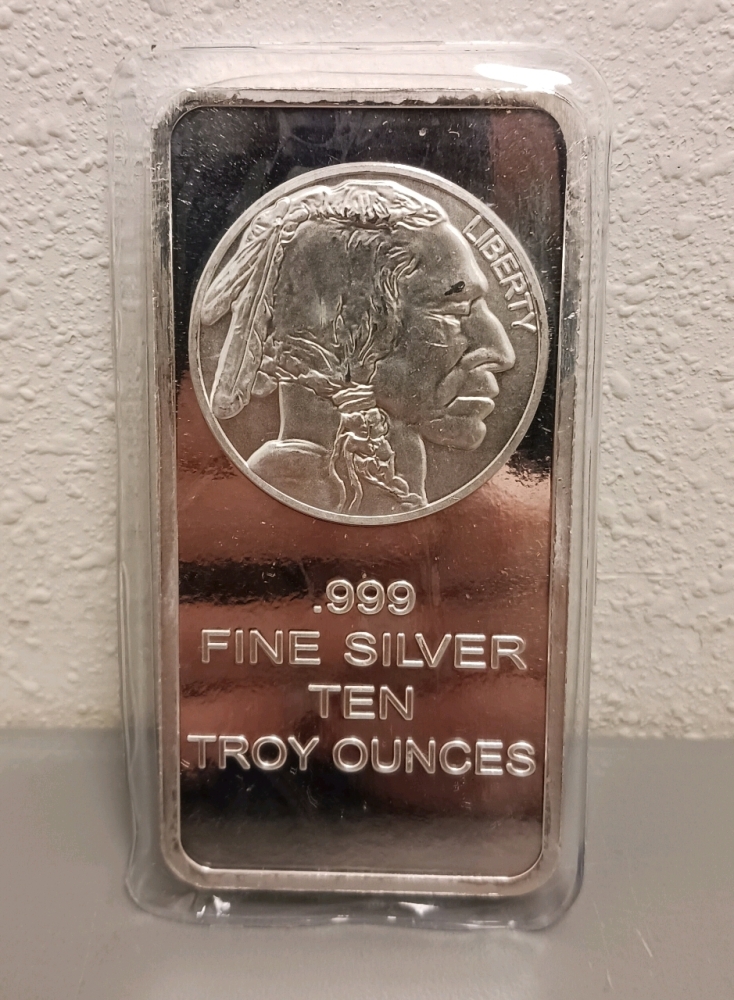 LIBERTY
.999
FINE SILVER
TEN
TROY OUNCES